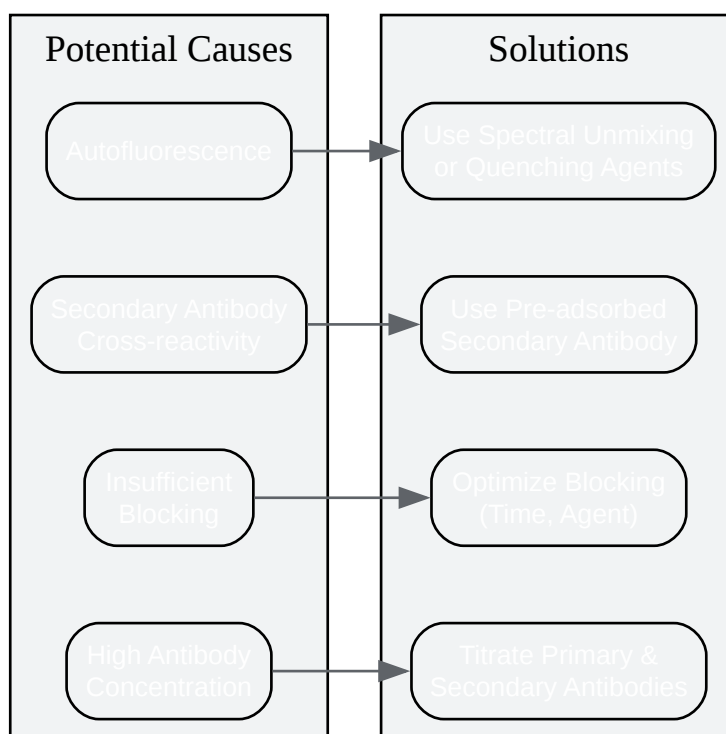 Potential Causes
Solutions
Autofluorescence
Use Spectral Unmixing
or Quenching Agents
Secondary Antibody
Cross-reactivity
Use Pre-adsorbed
Secondary Antibody
Insufficient
Blocking
Optimize Blocking
(Time, Agent)
High Antibody
Concentration
Titrate Primary &
Secondary Antibodies